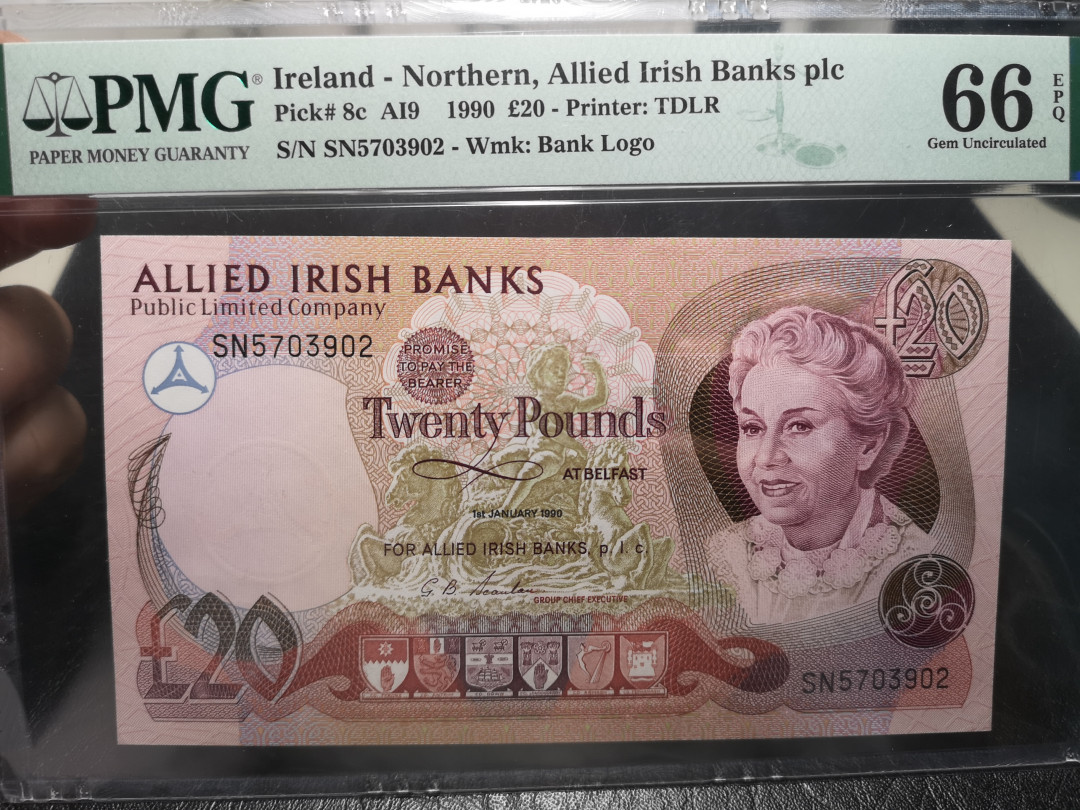 PMG®
PAPER MONEY GUARANTY
Ireland - Northern, Allied Irish Banks plc
Pick# 8c AI9 1990 £20 - Printer: TDLR
S/N SN5703902 - Wmk: Bank Logo
66 EPQ
Gem Uncirculated
ALLIED IRISH BANKS
Public Limited Company
SN5703902
£20
PROMISE
TO PAY THE
BEARER
Twenty Pounds
AT BELFAST
1st JANUARY 1990
FOR ALLIED IRISH BANKS, p. l. c.
G. B. Scanlan
GROUP CHIEF EXECUTIVE
£20
SN5703902